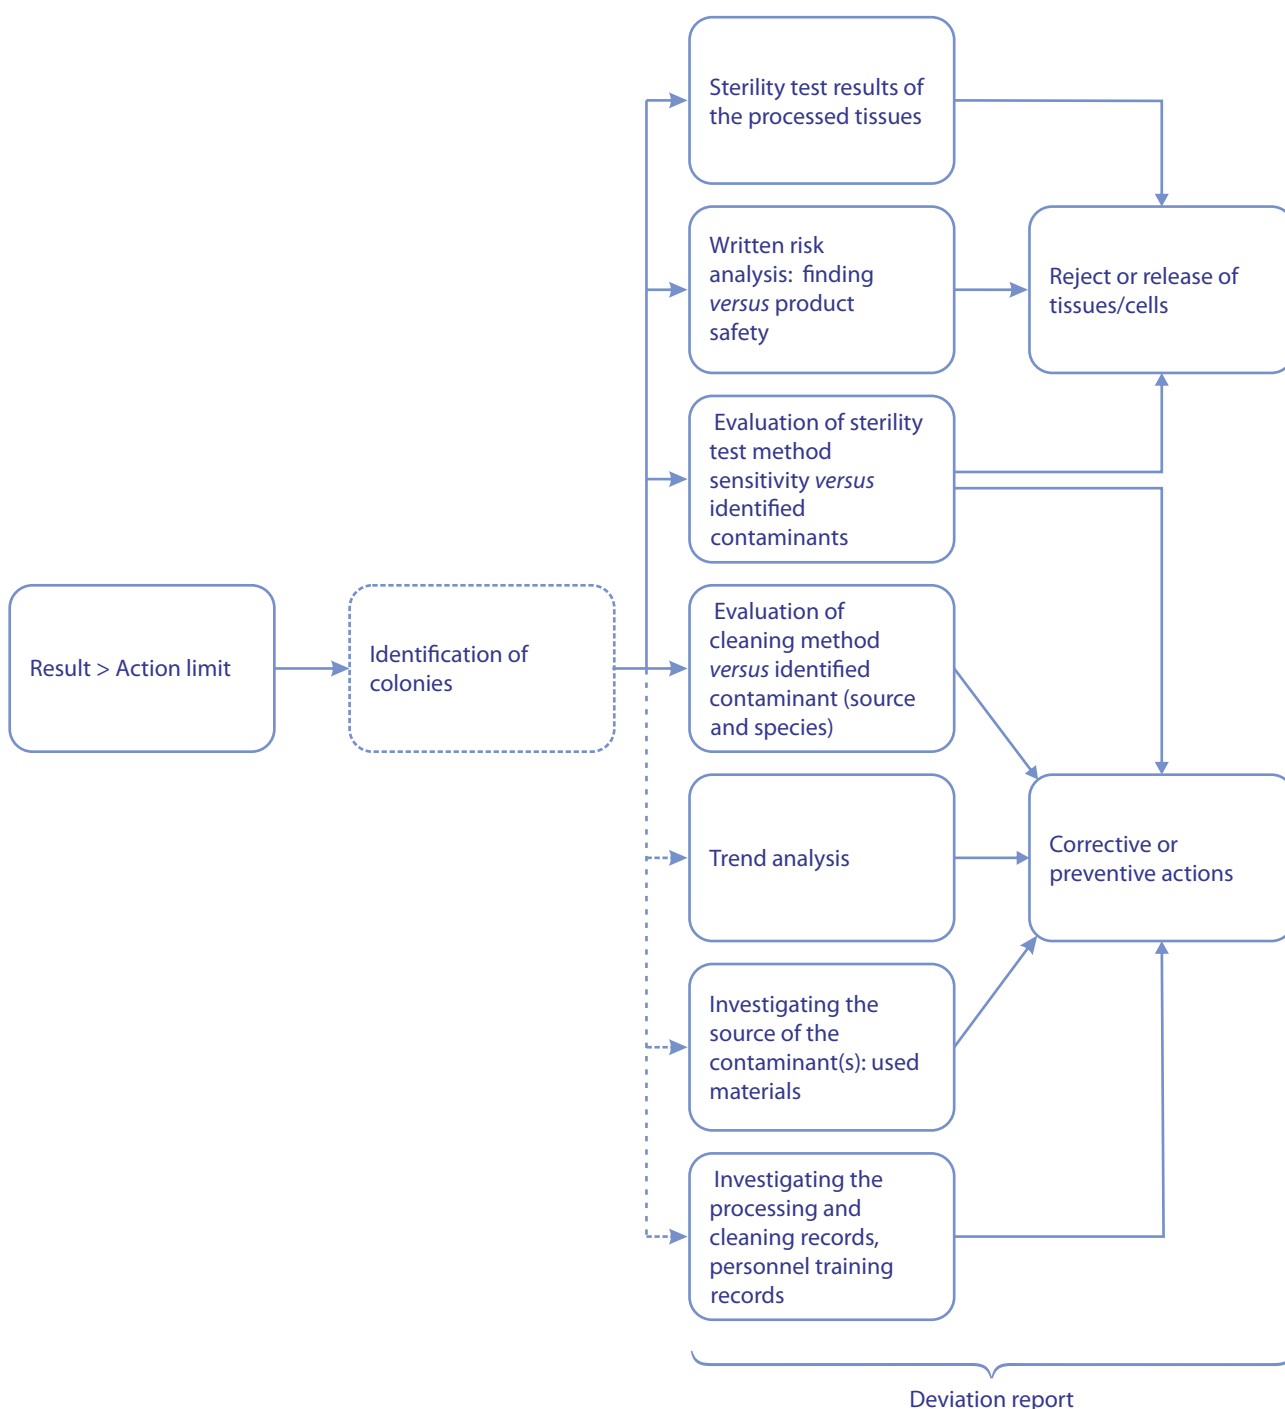 Result > Action limit
Identification of
colonies
Sterility test results of
the processed tissues
Written risk
analysis:  finding
versus product
safety
Evaluation of sterility
test method
sensitivity versus
identified
contaminants
Evaluation of
cleaning method
versus identified
contaminant (source
and species)
Trend analysis
Investigating the
source of the
contaminant(s): used
materials
Investigating the
processing and
cleaning records,
personnel training
records
Reject or release of
tissues/cells
Corrective or
preventive actions
Deviation report